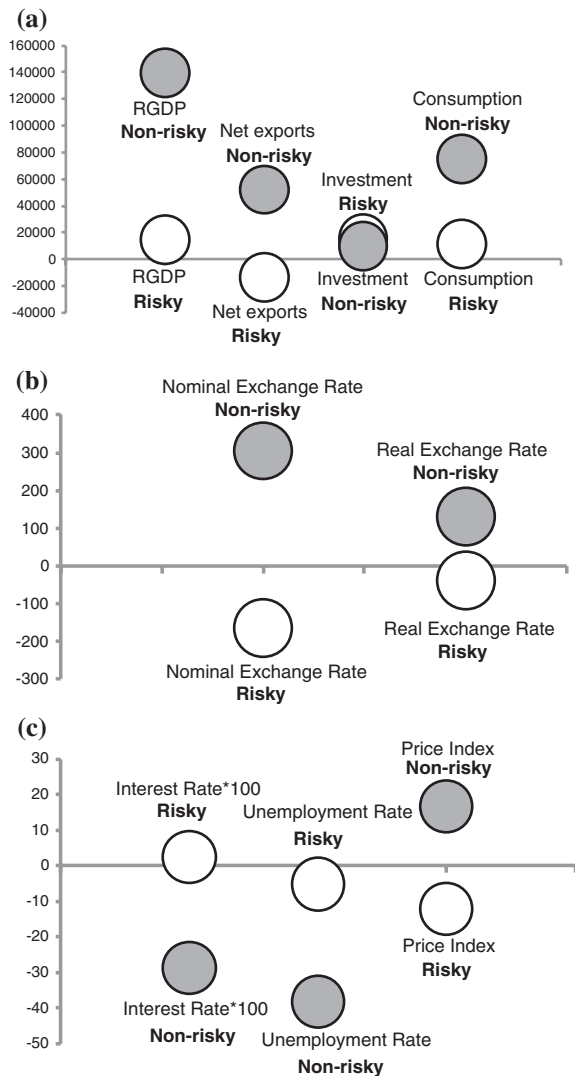 (a)
160000
140000
120000
100000
80000
60000
40000
20000
0
-20000
-40000
RGDP
Non-risky
Net exports
Non-risky
Investment
Risky
Consumption
Non-risky
RGDP
Risky
Net exports
Risky
Investment
Non-risky
Consumption
Risky
(b)
400
300
200
100
0
-100
-200
-300
Nominal Exchange Rate
Non-risky
Real Exchange Rate
Non-risky
Nominal Exchange Rate
Risky
Real Exchange Rate
Risky
(c)
30
20
10
0
-10
-20
-30
-40
-50
Interest Rate*100
Risky
Unemployment Rate
Risky
Price Index
Non-risky
Interest Rate*100
Non-risky
Unemployment Rate
Non-risky
Price Index
Risky